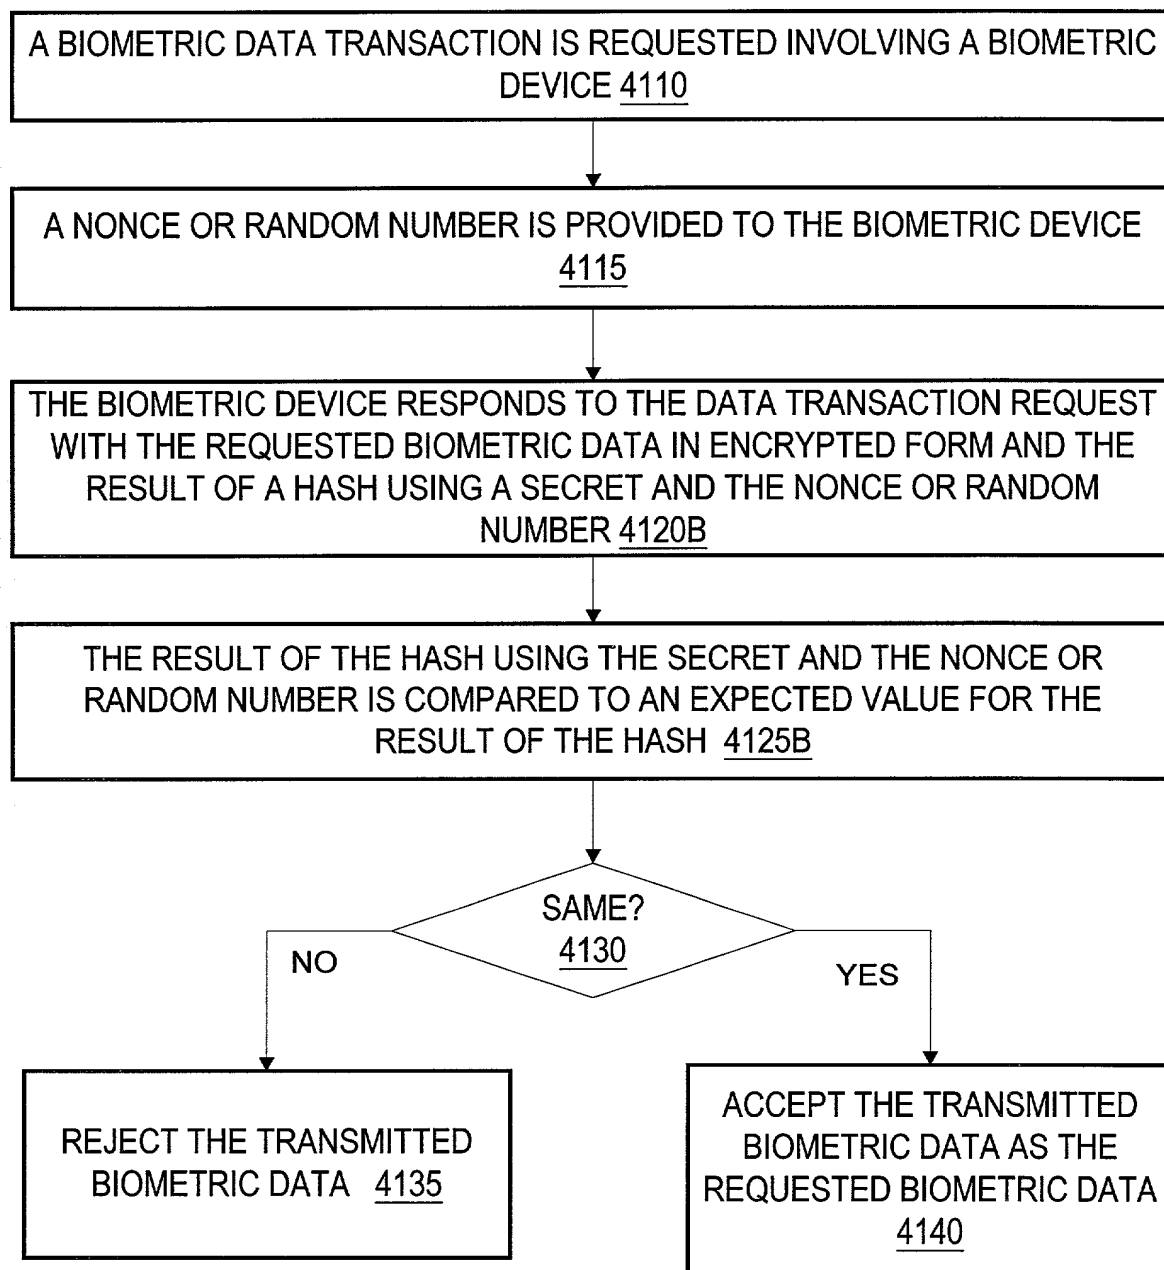 A BIOMETRIC DATA TRANSACTION IS REQUESTED INVOLVING A BIOMETRIC
DEVICE 4110
A NONCE OR RANDOM NUMBER IS PROVIDED TO THE BIOMETRIC DEVICE
4115
THE BIOMETRIC DEVICE RESPONDS TO THE DATA TRANSACTION REQUEST
WITH THE REQUESTED BIOMETRIC DATA IN ENCRYPTED FORM AND THE
RESULT OF A HASH USING A SECRET AND THE NONCE OR RANDOM
NUMBER 4120B
THE RESULT OF THE HASH USING THE SECRET AND THE NONCE OR
RANDOM NUMBER IS COMPARED TO AN EXPECTED VALUE FOR THE
RESULT OF THE HASH 4125B
SAME?
4130
NO
YES
REJECT THE TRANSMITTED
BIOMETRIC DATA 4135
ACCEPT THE TRANSMITTED
BIOMETRIC DATA AS THE
REQUESTED BIOMETRIC DATA
4140